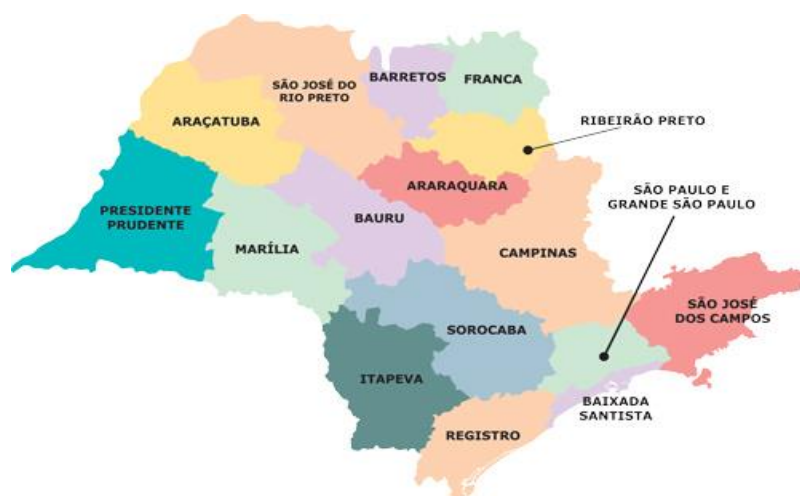 BARRETOS
FRANCA
SÃO JOSÉ DO
RIO PRETO
ARAÇATUBA
RIBEIRÃO PRETO
ARARAQUARA
SÃO PAULO E
GRANDE SÃO PAULO
PRESIDENTE
PRUDENTE
BAURU
MARÍLIA
CAMPINAS
SÃO JOSÉ
DOS CAMPOS
SOROCABA
ITAPEVA
BAIXADA
SANTISTA
REGISTRO